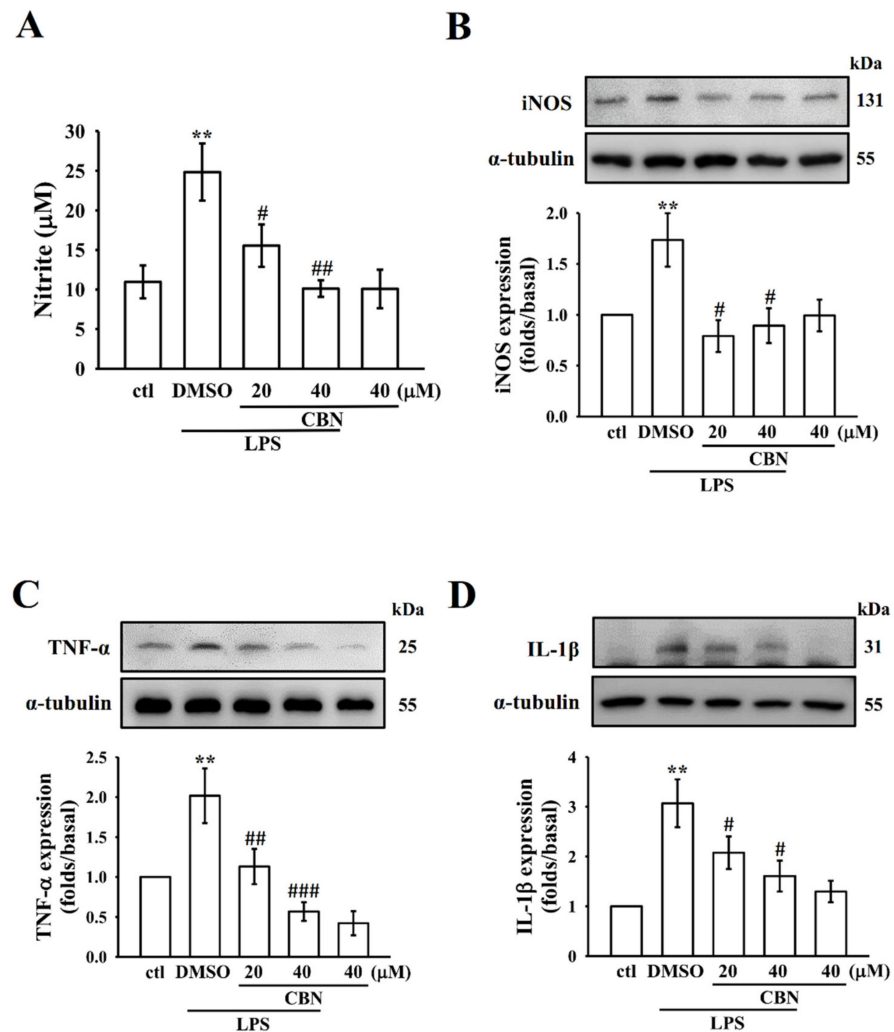 A
Nitrite (μM)
30
25
20
15
10
5
0
**
#
##
ctl DMSO 20 40 40 (μM)
CBN
LPS
B
kDa
iNOS 131
α-tubulin 55
iNOS expression
(folds/basal)
2.0
1.5
1.0
0.5
0.0
**
# #
ctl DMSO 20 40 40 (μM)
CBN
LPS
C
kDa
TNF-α 25
α-tubulin 55
TNF-α expression
(folds/basal)
2.5
2.0
1.5
1.0
0.5
0.0
**
##
###
ctl DMSO 20 40 40 (μM)
CBN
LPS
D
kDa
IL-1β 31
α-tubulin 55
IL-1β expression
(folds/basal)
4
3
2
1
0
**
#
#
ctl DMSO 20 40 40 (μM)
CBN
LPS